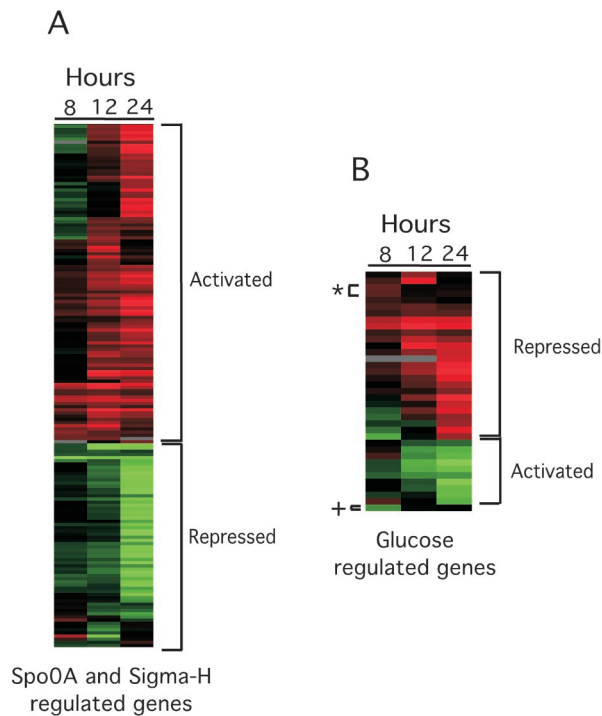 A
Hours
8 12 24
Activated
Repressed
Spo0A and Sigma-H
regulated genes
B
Hours
8 12 24
*
Repressed
Activated
+
Glucose
regulated genes